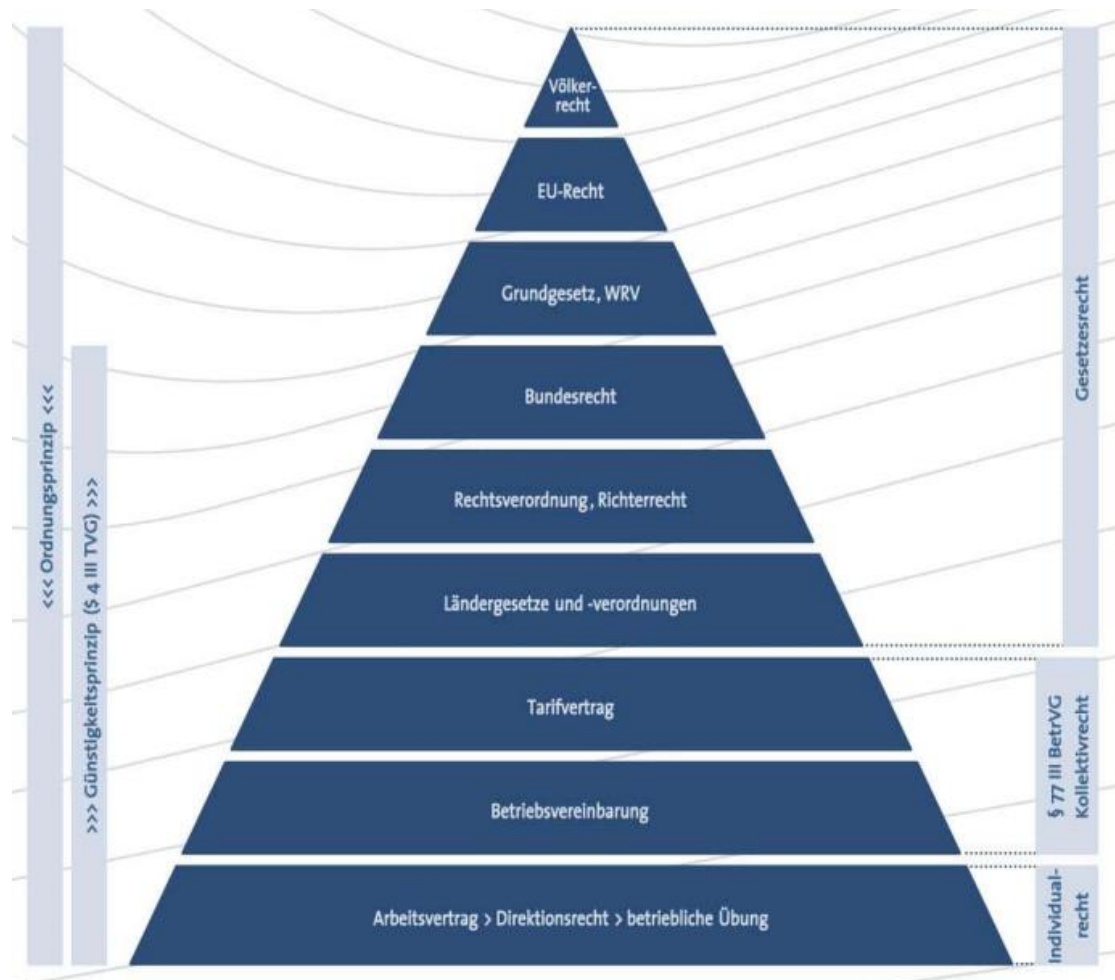 Völker-
recht
EU-Recht
Grundgesetz, WRV
Bundesrecht
Rechtsverordnung, Richterrecht
Ländergesetze und -verordnungen
Tarifvertrag
Betriebsvereinbarung
Arbeitsvertrag > Direktionsrecht > betriebliche Übung
<<< Ordnungsprinzip <<<
>>> Günstigkeitsprinzip (§ 4 III TVG) >>>
Gesetzesrecht
§ 77 III BetrVG
Kollektivrecht
Individual-
recht